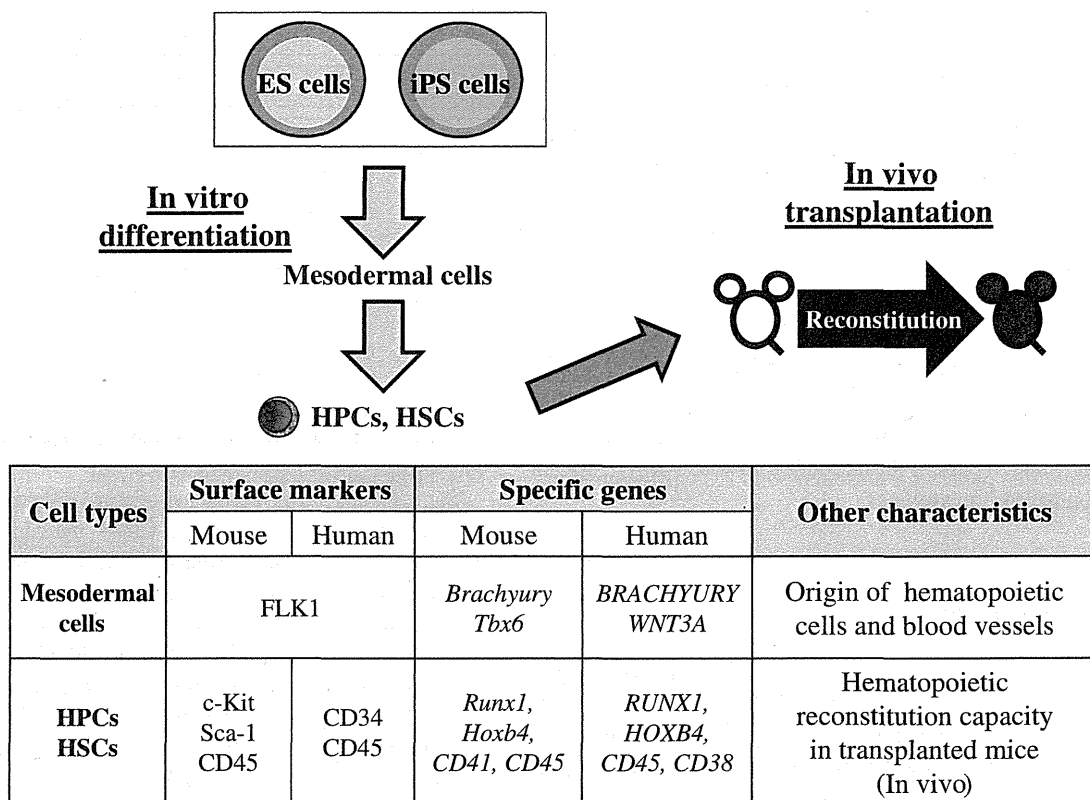 ES cells
iPS cells
In vitro
differentiation
In vivo
transplantation
Mesodermal cells
Reconstitution
HPCs, HSCs
Cell types
Surface markers
Specific genes
Other characteristics
Mouse
Human
Mouse
Human
Mesodermal
cells
FLK1
Brachyury
Tbx6
BRACHYURY
WNT3A
Origin of hematopoietic
cells and blood vessels
HPCs
HSCs
c-Kit
Sca-1
CD45
CD34
CD45
Runx1,
Hoxb4,
CD41, CD45
RUNX1,
HOXB4,
CD45, CD38
Hematopoietic
reconstitution capacity
in transplanted mice
(In vivo)